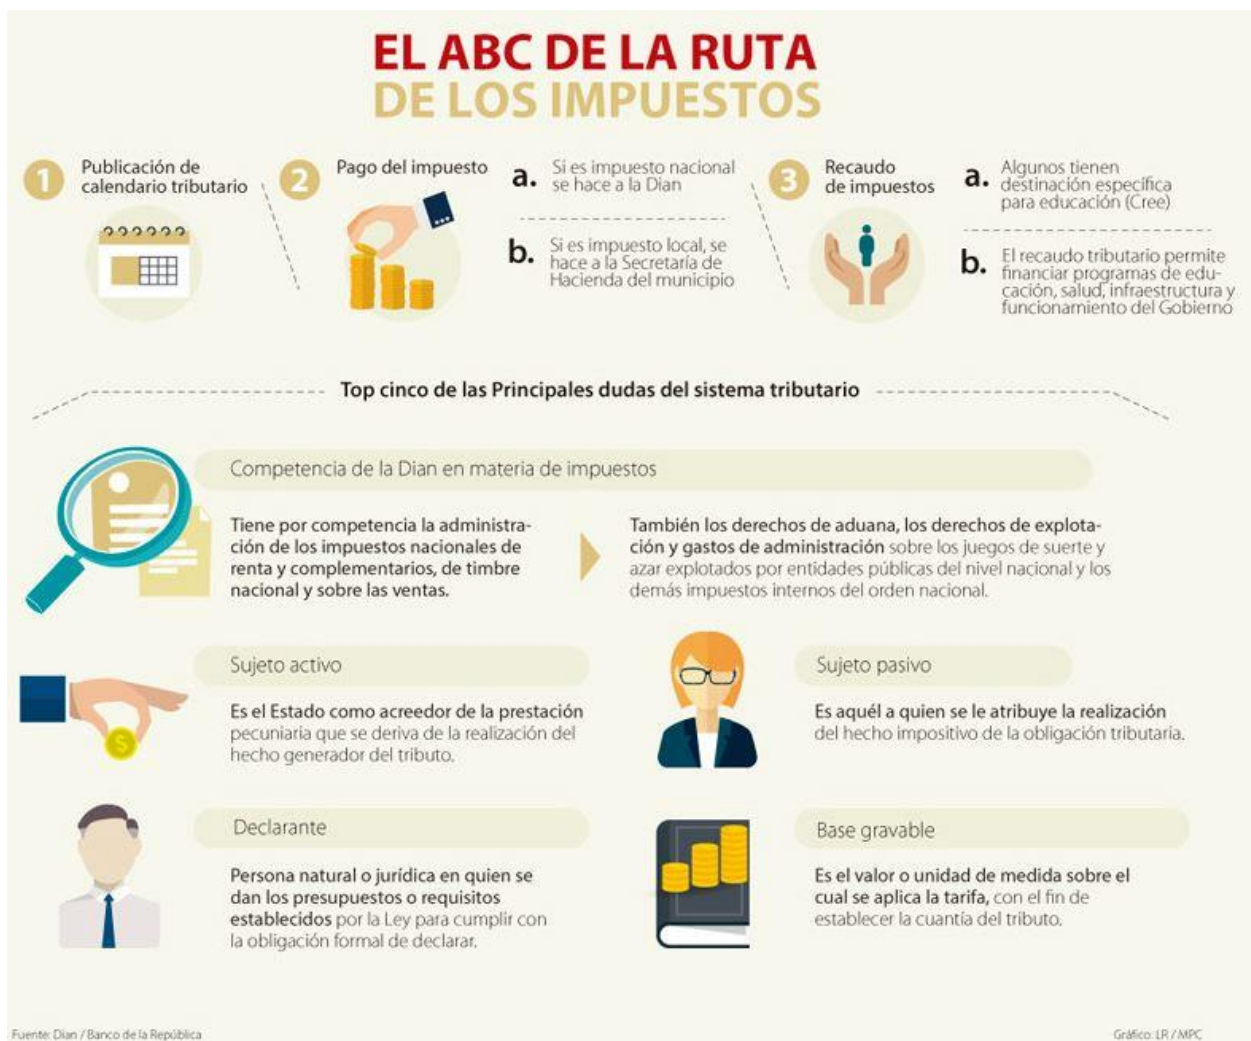 EL ABC DE LA RUTA
DE LOS IMPUESTOS
1
Publicación de
calendario tributario
2
Pago del impuesto
a.
Si es impuesto nacional
se hace a la Dian
b.
Si es impuesto local, se
hace a la Secretaría de
Hacienda del municipio
3
Recaudo
de impuestos
a.
Algunos tienen
destinación específica
para educación (Cree)
b.
El recaudo tributario permite
financiar programas de edu-
cación, salud, infraestructura y
funcionamiento del Gobierno
Top cinco de las Principales dudas del sistema tributario
Competencia de la Dian en materia de impuestos
Tiene por competencia la administra-
ción de los impuestos nacionales de
renta y complementarios, de timbre
nacional y sobre las ventas.
También los derechos de aduana, los derechos de explota-
ción y gastos de administración sobre los juegos de suerte y
azar explotados por entidades públicas del nivel nacional y los
demás impuestos internos del orden nacional.
Sujeto activo
Es el Estado como acreedor de la prestación
pecuniaria que se deriva de la realización del
hecho generador del tributo.
$
Sujeto pasivo
Es aquél a quien se le atribuye la realización
del hecho impositivo de la obligación tributaria.
Declarante
Persona natural o jurídica en quien se
dan los presupuestos o requisitos
establecidos por la Ley para cumplir con
la obligación formal de declarar.
Base gravable
Es el valor o unidad de medida sobre el
cual se aplica la tarifa, con el fin de
establecer la cuantía del tributo.
Fuente: Dian / Banco de la República
Gráfico: LR / MPC